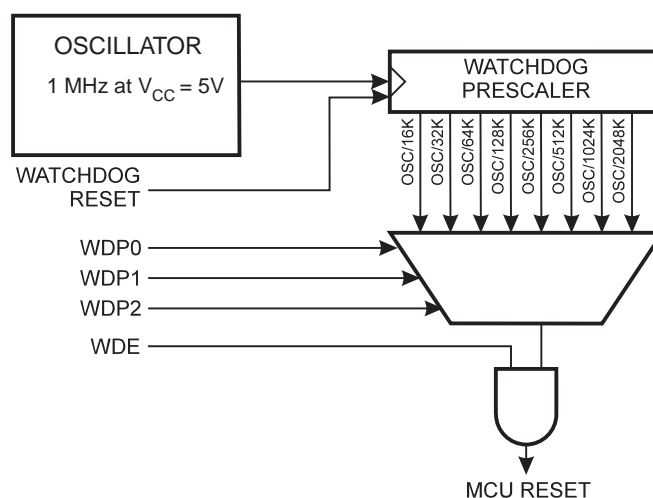 OSCILLATOR
1 MHz at VCC = 5V
WATCHDOG
PRESCALER
OSC/16K
OSC/32K
OSC/64K
OSC/128K
OSC/256K
OSC/512K
OSC/1024K
OSC/2048K
WATCHDOG
RESET
WDP0
WDP1
WDP2
WDE
MCU RESET